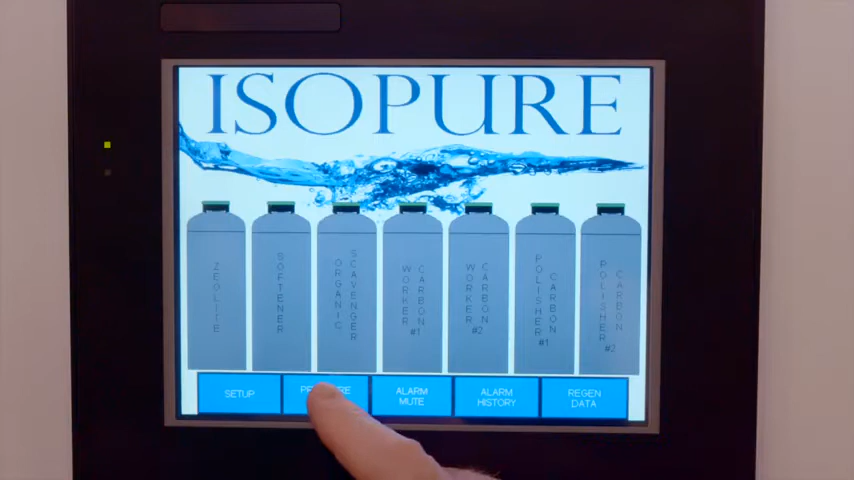 ISOPURE
ZEOLITE
SOFTENER
ORGANIC
SCAVENGER
WORKER #1
CARBON
WORKER #2
CARBON
POLISHER #1
CARBON
POLISHER #2
CARBON
SETUP
ALARM
MUTE
ALARM
HISTORY
REGEN
DATA